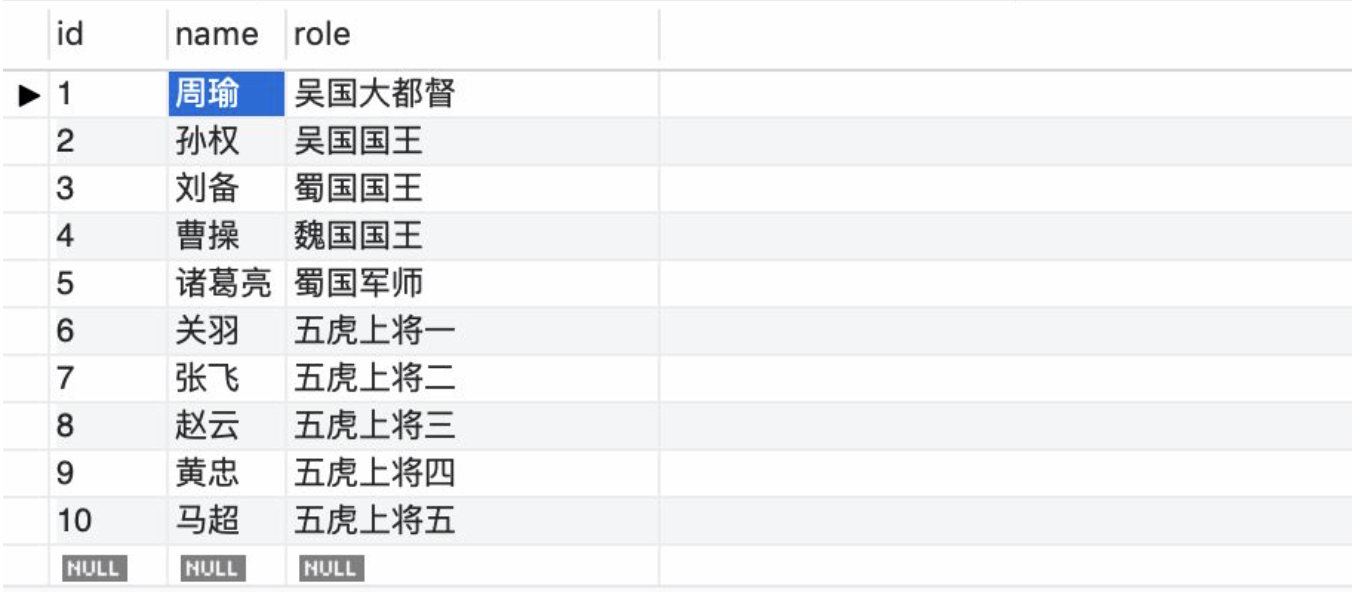 id name role
1 周瑜 吴国大都督
2 孙权 吴国国王
3 刘备 蜀国国王
4 曹操 魏国国王
5 诸葛亮 蜀国军师
6 关羽 五虎上将一
7 张飞 五虎上将二
8 赵云 五虎上将三
9 黄忠 五虎上将四
10 马超 五虎上将五
NULL NULL NULL